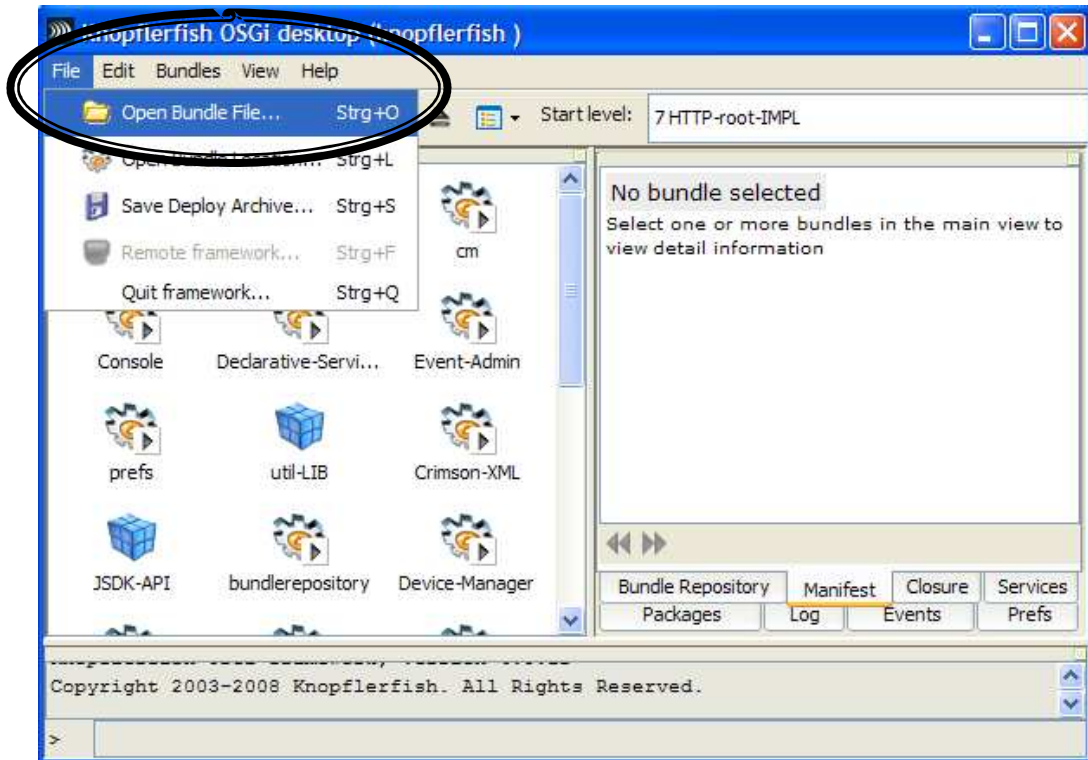 Knopflerfish OSGi desktop (knopflerfish )
File Edit Bundles View Help
Open Bundle File... Strg+O
Start level: 7 HTTP-root-IMPL
Open Bundle Location... Strg+L
Save Deploy Archive... Strg+S
Remote framework... Strg+F
Quit framework... Strg+Q
cm
No bundle selected
Select one or more bundles in the main view to
view detail information
Console Declarative-Servi... Event-Admin
prefs util-LIB Crimson-XML
JSDK-API bundlerepository Device-Manager
Bundle Repository Manifest Closure Services
Packages Log Events Prefs
Copyright 2003-2008 Knopflerfish. All Rights Reserved.
>